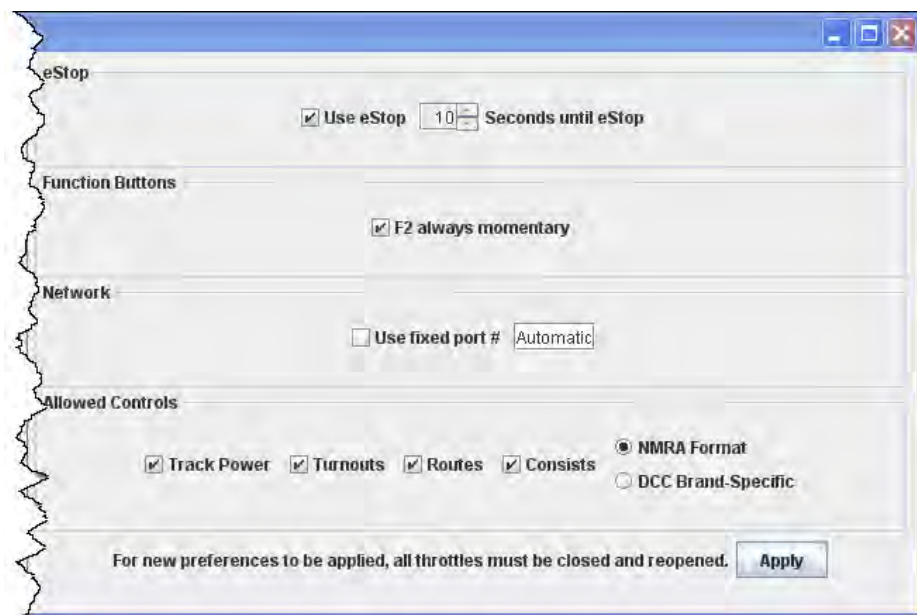 eStop
Use eStop 10 Seconds until eStop
Function Buttons
F2 always momentary
Network
Use fixed port # Automatic
Allowed Controls
Track Power Turnouts Routes Consists
NMRA Format
DCC Brand-Specific
For new preferences to be applied, all throttles must be closed and reopened. Apply